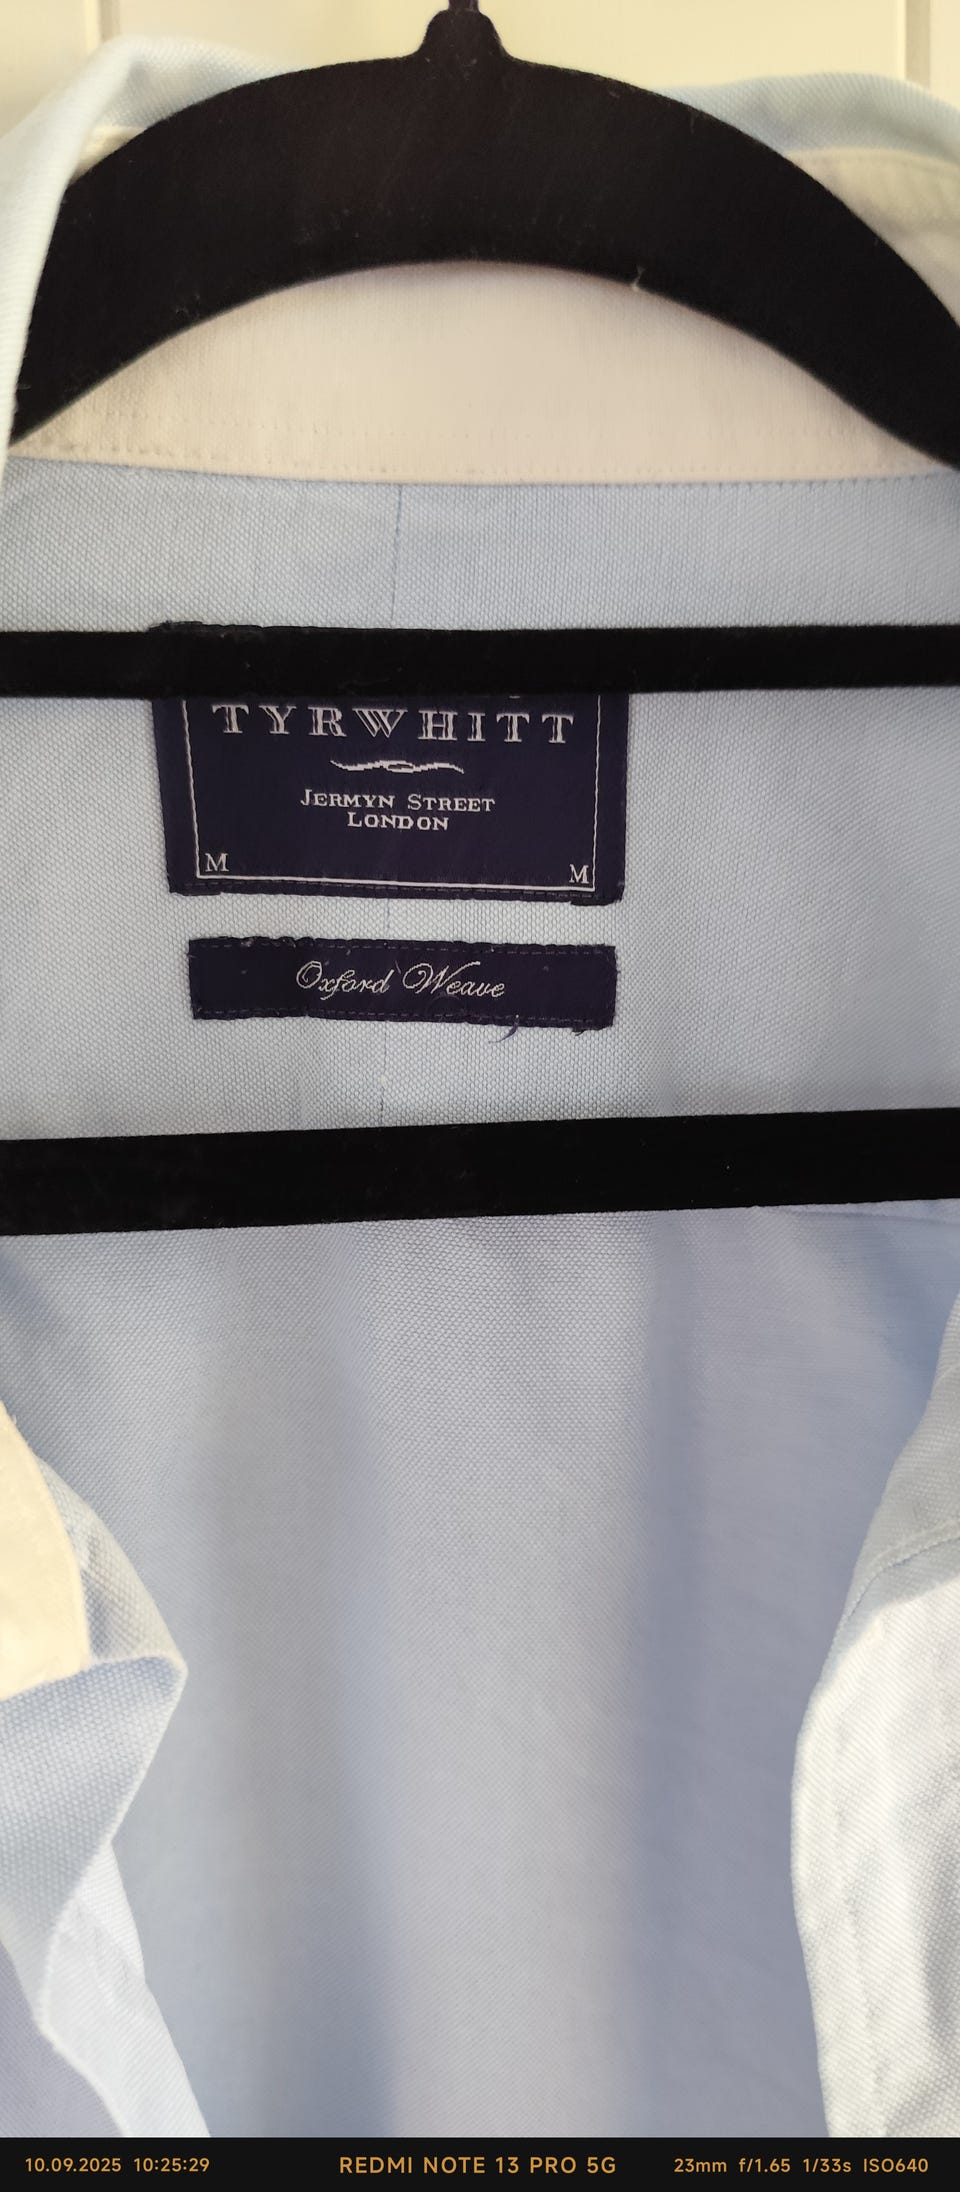 TYRWHITT
JERMYN STREET
LONDON
M M
Oxford Weave
10.09.2025 10:25:29 REDMI NOTE 13 PRO 5G 23mm f/1.65 1/33s ISO640